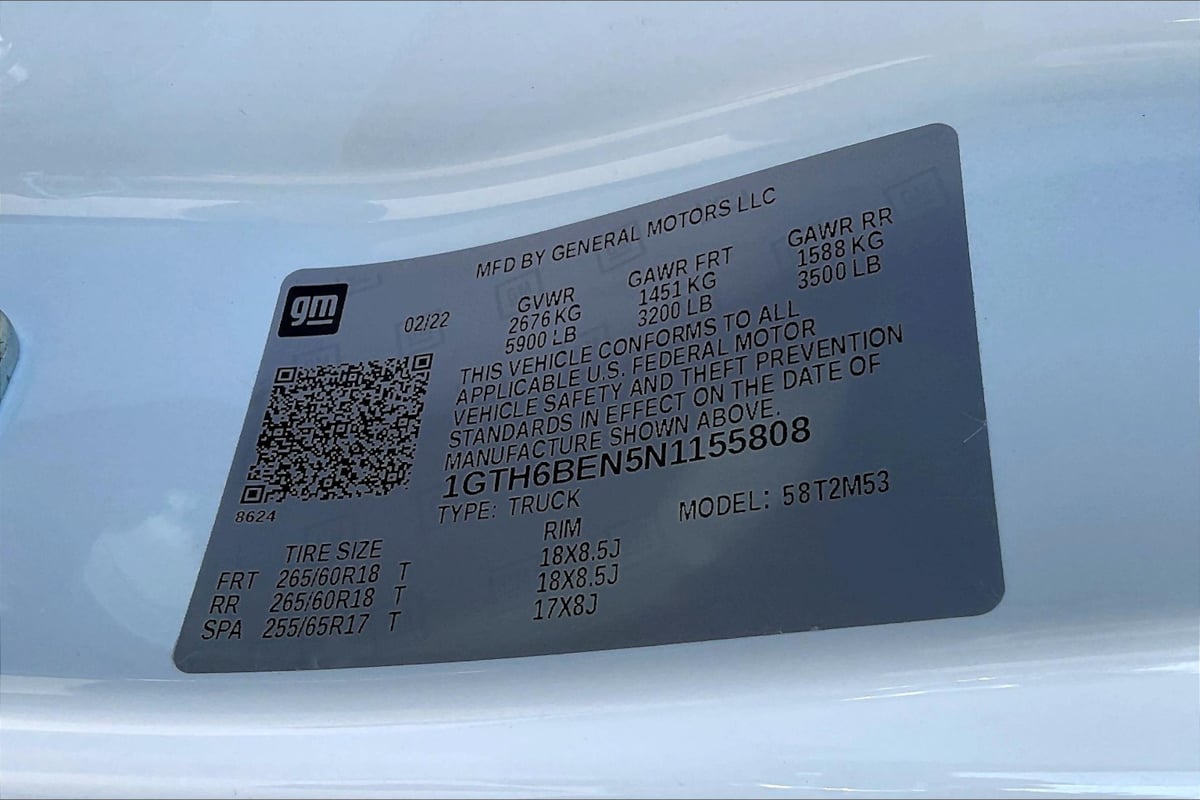 MFD BY GENERAL MOTORS LLC
gm
02/22
GVWR
2676 KG
5900 LB
GAWR FRT
1451 KG
3200 LB
GAWR RR
1588 KG
3500 LB
THIS VEHICLE CONFORMS TO ALL
APPLICABLE U.S. FEDERAL MOTOR
VEHICLE SAFETY AND THEFT PREVENTION
STANDARDS IN EFFECT ON THE DATE OF
MANUFACTURE SHOWN ABOVE.
1GTH6BEN5N1155808
8624
TYPE: TRUCK
MODEL: 58T2M53
TIRE SIZE RIM
FRT 265/60R18 T 18X8.5J
RR 265/60R18 T 18X8.5J
SPA 255/65R17 T 17X8J